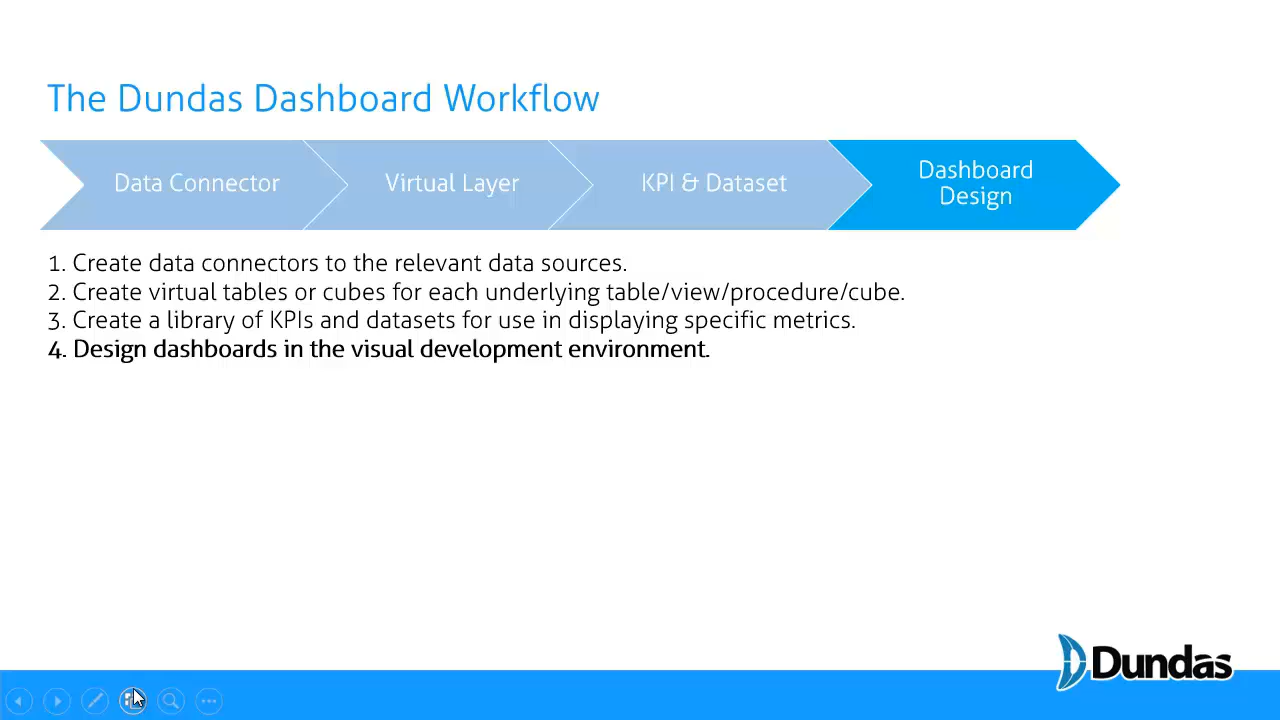 The Dundas Dashboard Workflow
Data Connector
Virtual Layer
KPI & Dataset
Dashboard
Design
1. Create data connectors to the relevant data sources.
2. Create virtual tables or cubes for each underlying table/view/procedure/cube.
3. Create a library of KPIs and datasets for use in displaying specific metrics.
4. Design dashboards in the visual development environment.
Dundas